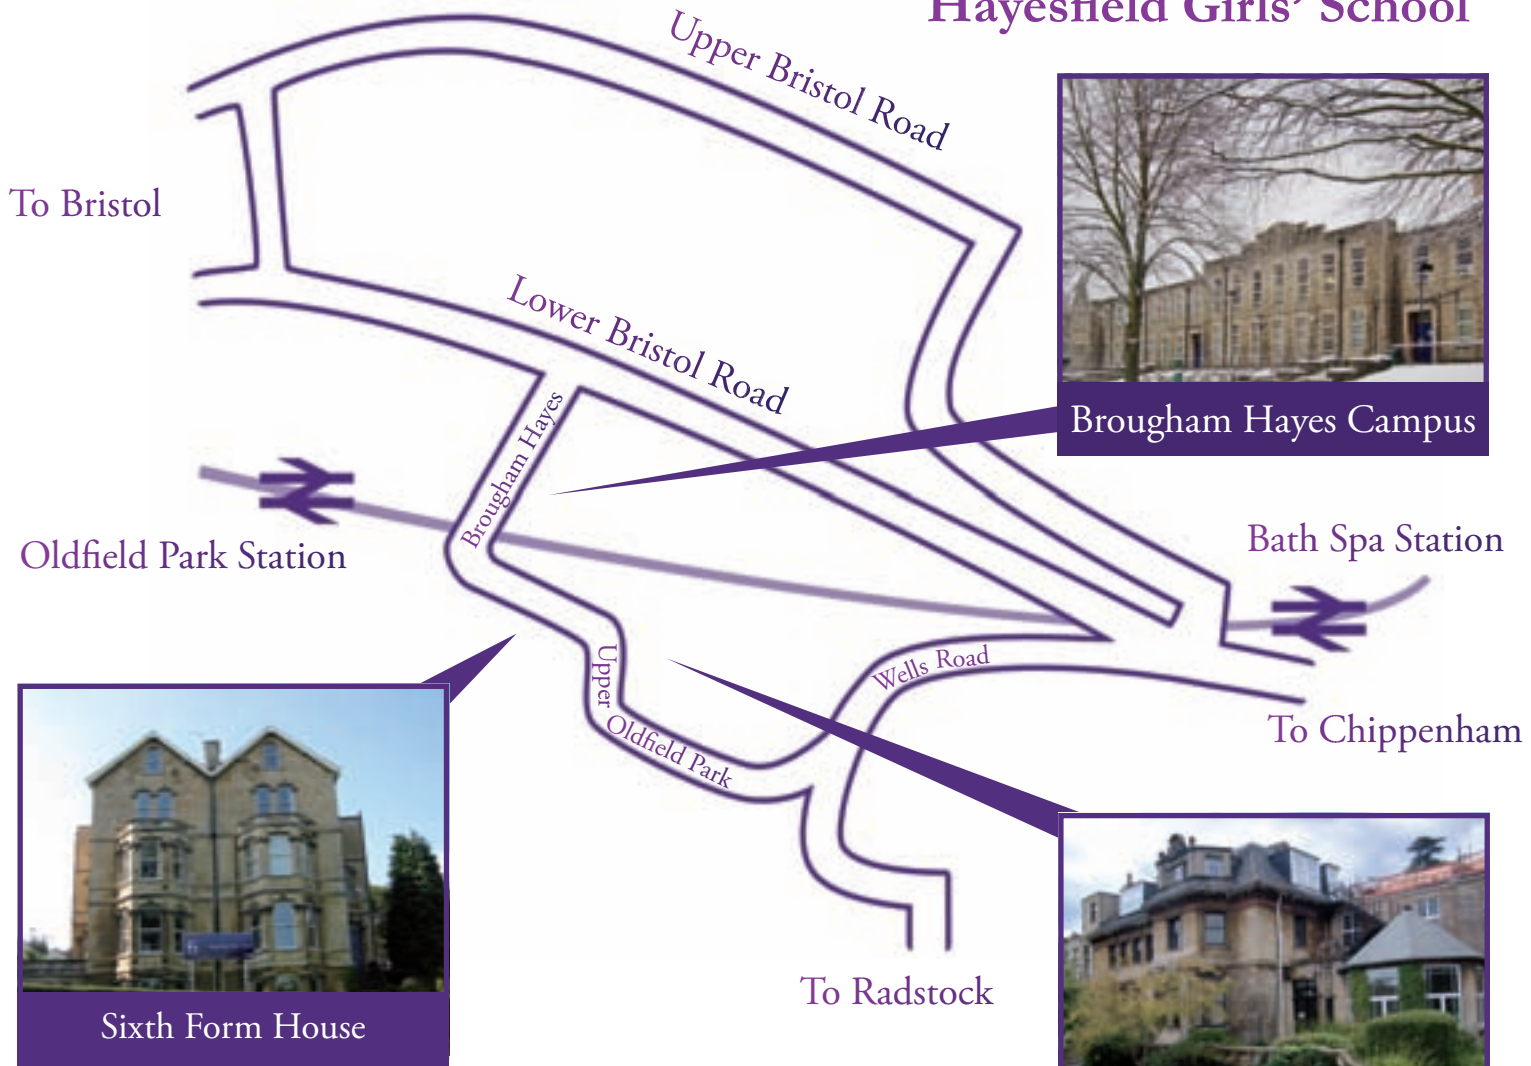 Hayesfield Girls' School
Upper Bristol Road
To Bristol
Lower Bristol Road
Brougham Hayes
Brougham Hayes Campus
Oldfield Park Station
Bath Spa Station
Upper
Oldfield Park
Wells Road
To Chippenham
To Radstock
Sixth Form House